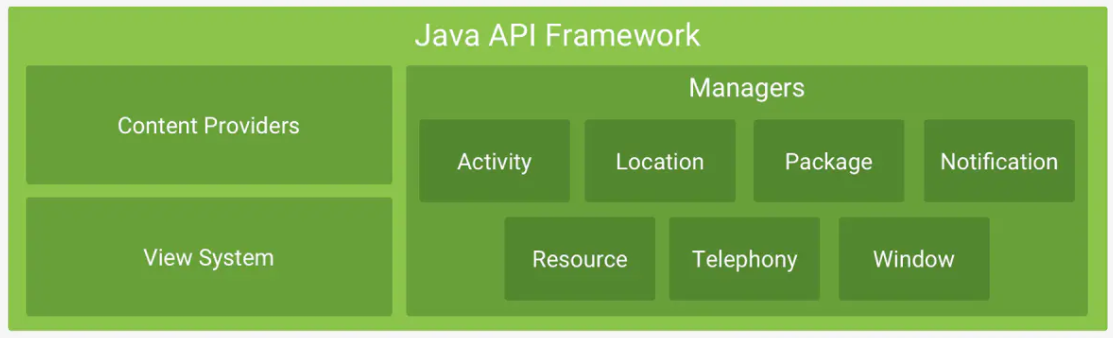 Java API Framework
Content Providers
View System
Managers
Activity
Location
Package
Notification
Resource
Telephony
Window